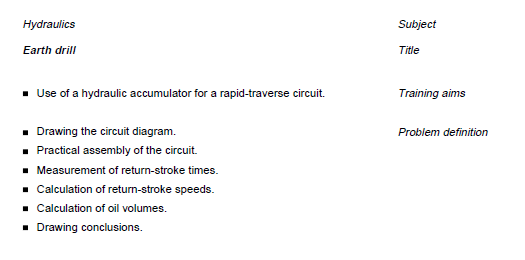 Hydraulics Subject
Earth drill Title
▪ Use of a hydraulic accumulator for a rapid-traverse circuit. Training aims
▪ Drawing the circuit diagram. Problem definition
▪ Practical assembly of the circuit.
▪ Measurement of return-stroke times.
▪ Calculation of return-stroke speeds.
▪ Calculation of oil volumes.
▪ Drawing conclusions.